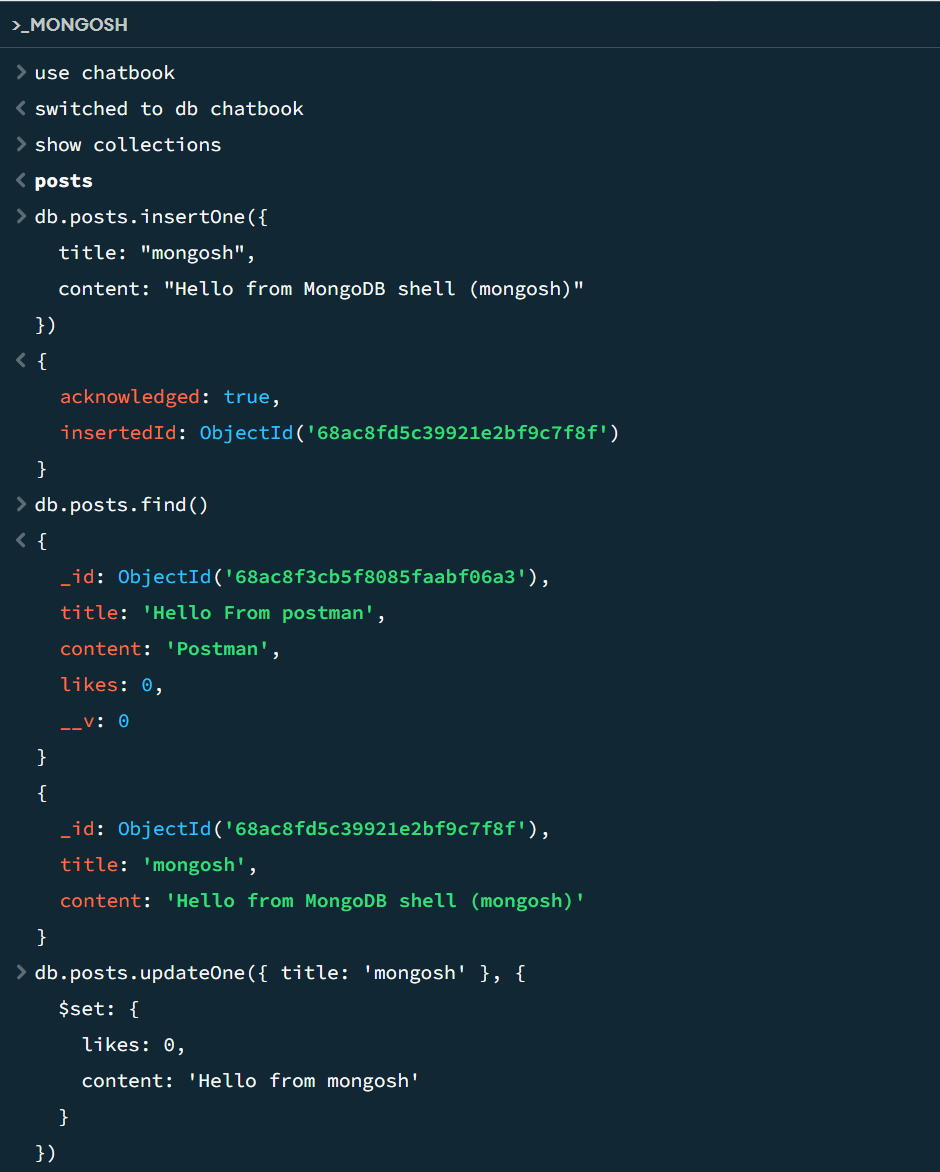 >_MONGOSH
> use chatbook
< switched to db chatbook
> show collections
< posts
> db.posts.insertOne({
    title: "mongosh",
    content: "Hello from MongoDB shell (mongosh)"
  })
< {
    acknowledged: true,
    insertedId: ObjectId('68ac8fd5c39921e2bf9c7f8f')
  }
> db.posts.find()
< {
    _id: ObjectId('68ac8f3cb5f8085faabf06a3'),
    title: 'Hello From postman',
    content: 'Postman',
    likes: 0,
    __v: 0
  }
  {
    _id: ObjectId('68ac8fd5c39921e2bf9c7f8f'),
    title: 'mongosh',
    content: 'Hello from MongoDB shell (mongosh)'
  }
> db.posts.updateOne({ title: 'mongosh' }, {
    $set: {
      likes: 0,
      content: 'Hello from mongosh'
    }
  })